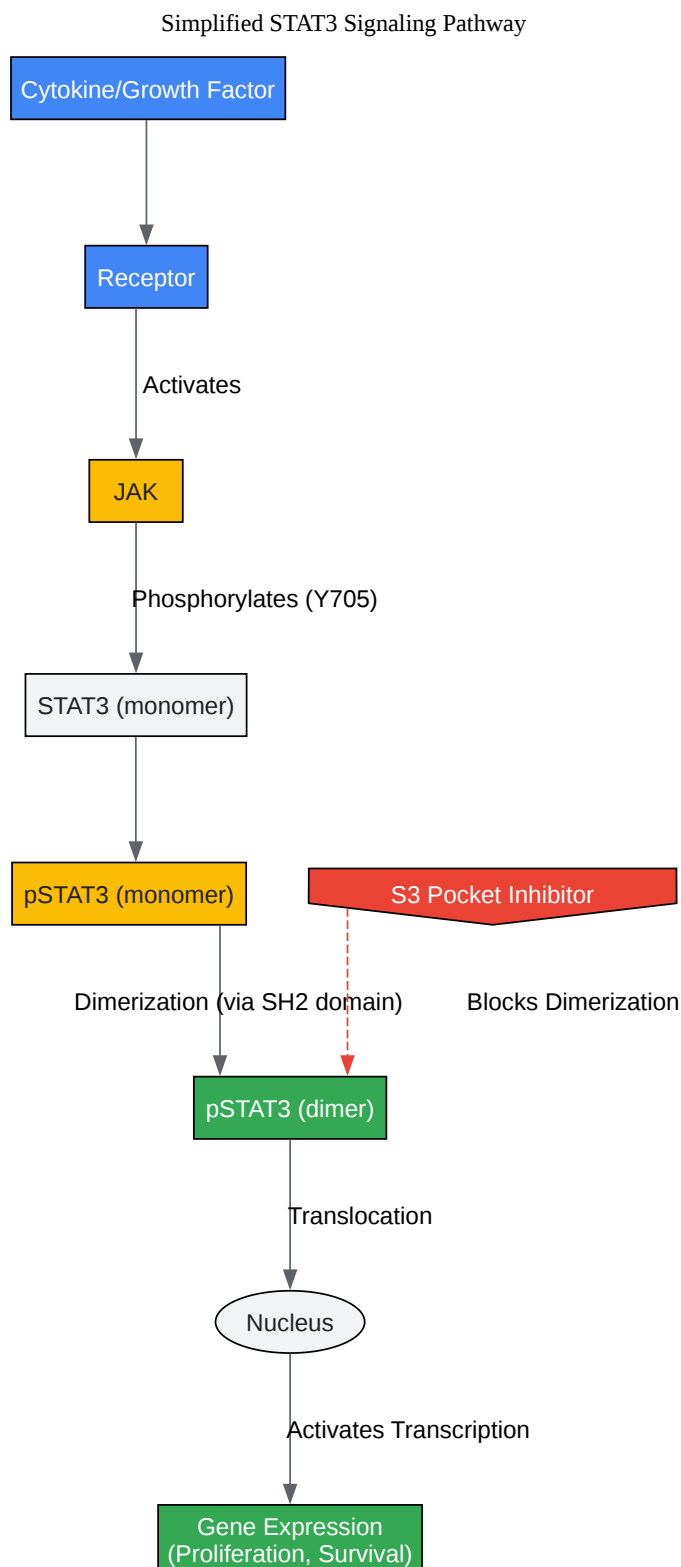 Simplified STAT3 Signaling Pathway
Cytokine/Growth Factor
Receptor
Activates
JAK
Phosphorylates (Y705)
STAT3 (monomer)
pSTAT3 (monomer)
S3 Pocket Inhibitor
Dimerization (via SH2 domain)
Blocks Dimerization
pSTAT3 (dimer)
Translocation
Nucleus
Activates Transcription
Gene Expression
(Proliferation, Survival)